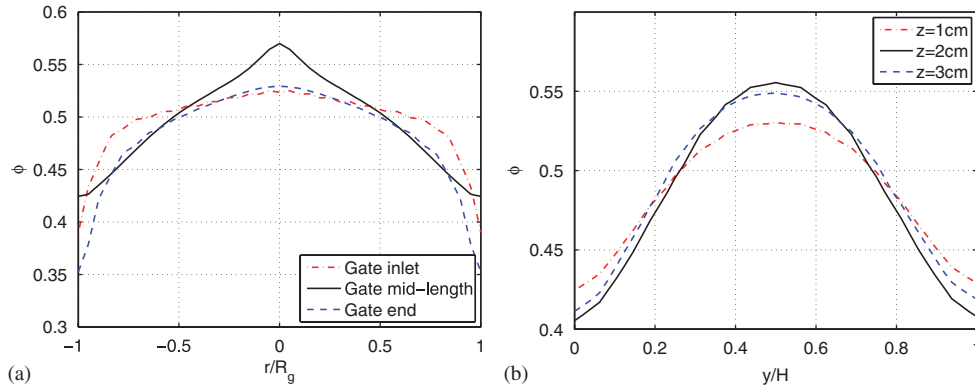 0.6
0.55
0.5
0.45
0.4
0.35
0.3
ϕ
−1
−0.5
0
0.5
1
r/R_g
Gate inlet
Gate mid-length
Gate end
(a)
0.55
0.5
0.45
0.4
ϕ
0
0.2
0.4
0.6
0.8
1
y/H
z=1cm
z=2cm
z=3cm
(b)